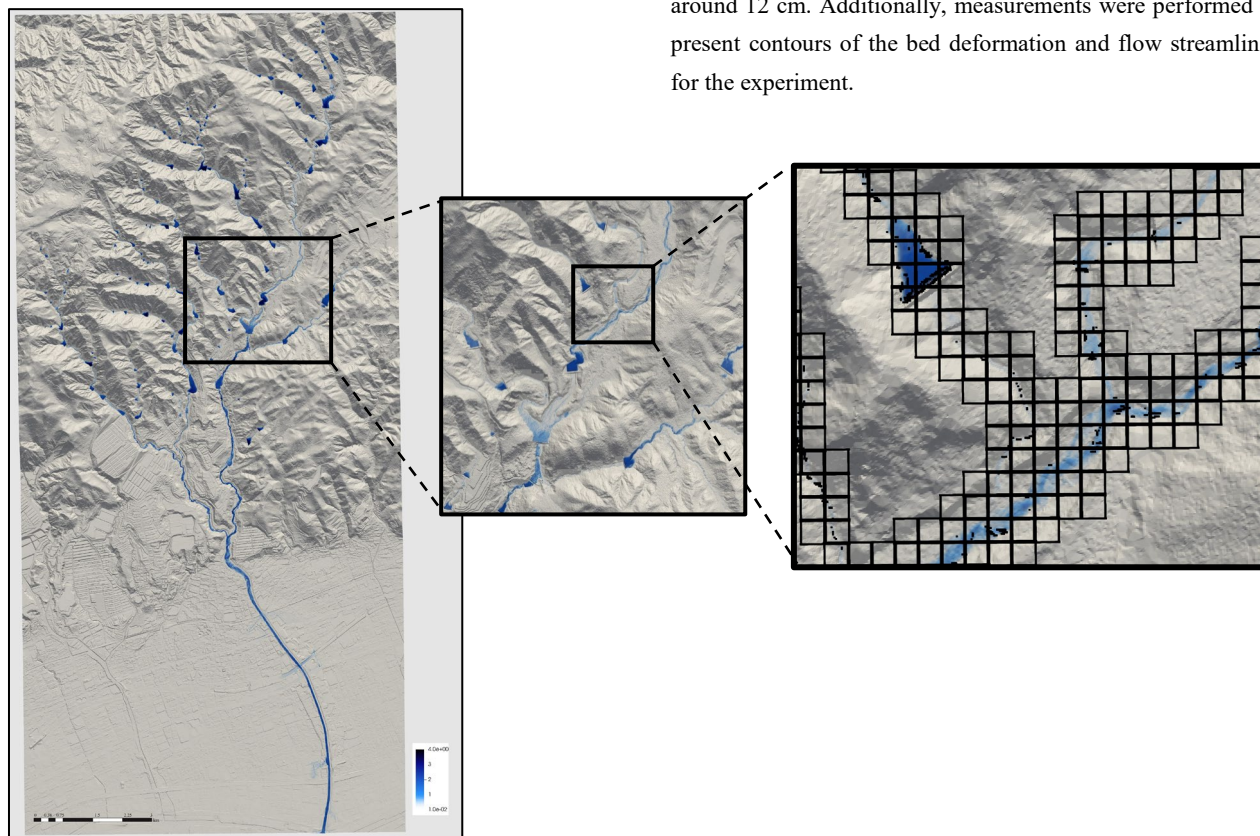 around 12 cm. Additionally, measurements were performed
present contours of the bed deformation and flow streamlin
for the experiment.
4.0e+00
3
2
1
1.0e-02